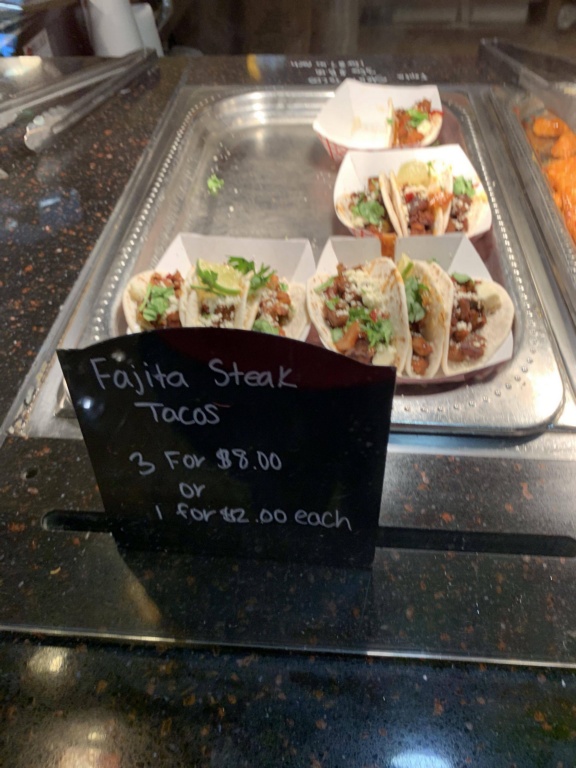 Fajita Steak
Tacos
3 For $8.00
or
1 for $2.00 each